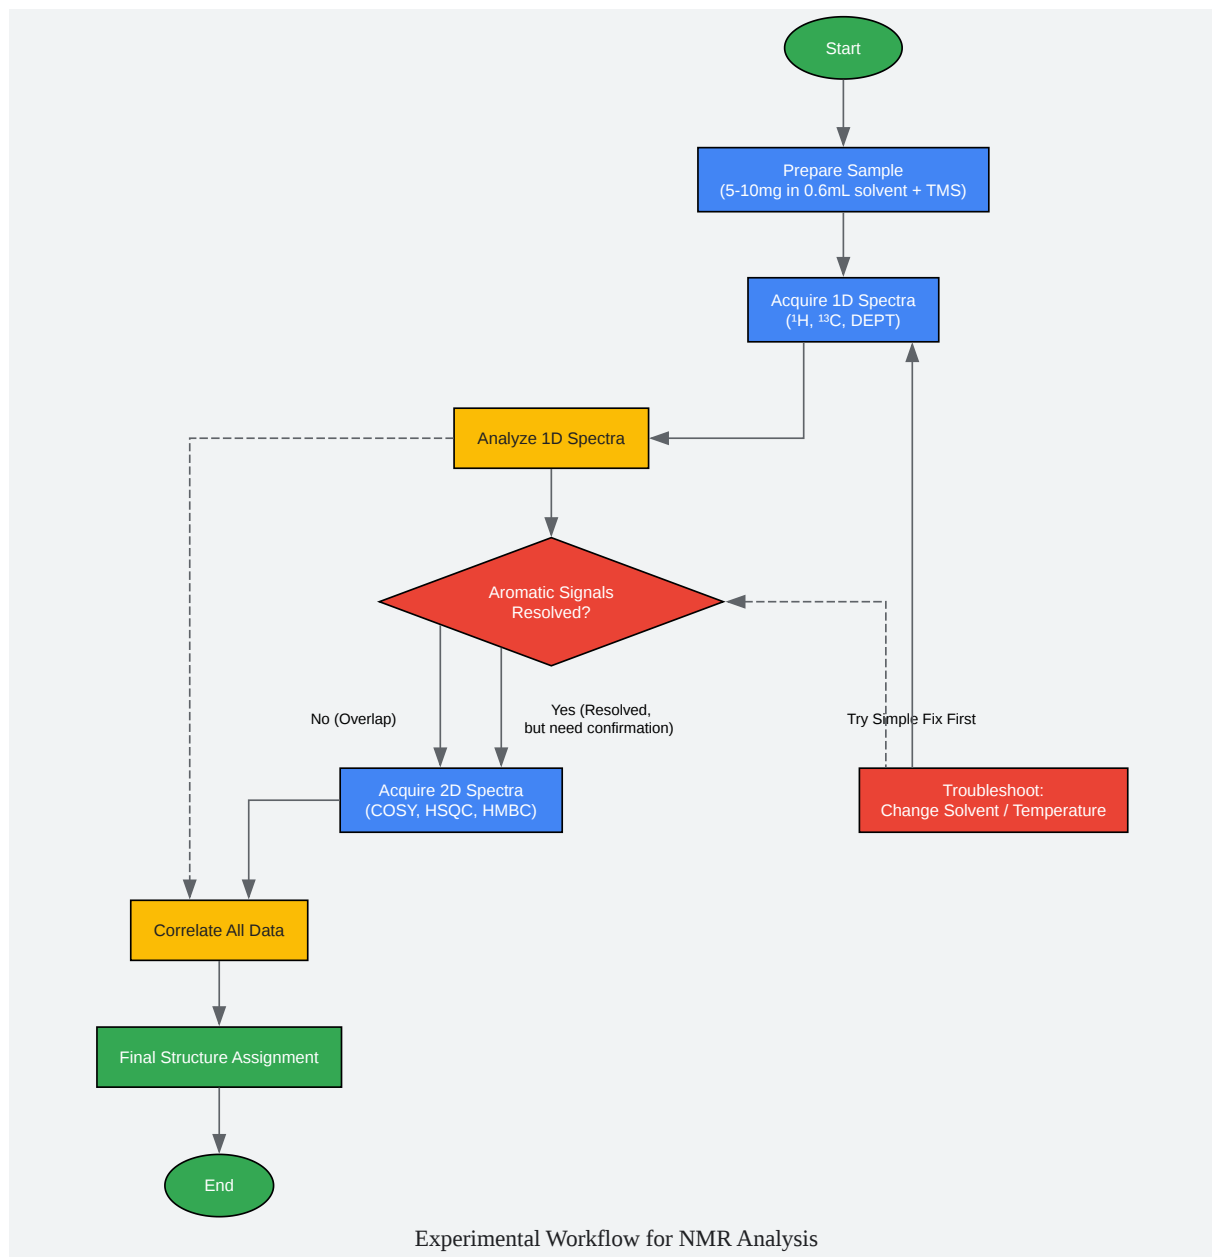 Start
Prepare Sample
(5-10mg in 0.6mL solvent + TMS)
Acquire 1D Spectra
(¹H, ¹³C, DEPT)
Analyze 1D Spectra
Aromatic Signals
Resolved?
No (Overlap)
Yes (Resolved,
but need confirmation)
Try Simple Fix First
Acquire 2D Spectra
(COSY, HSQC, HMBC)
Troubleshoot:
Change Solvent / Temperature
Correlate All Data
Final Structure Assignment
End
Experimental Workflow for NMR Analysis